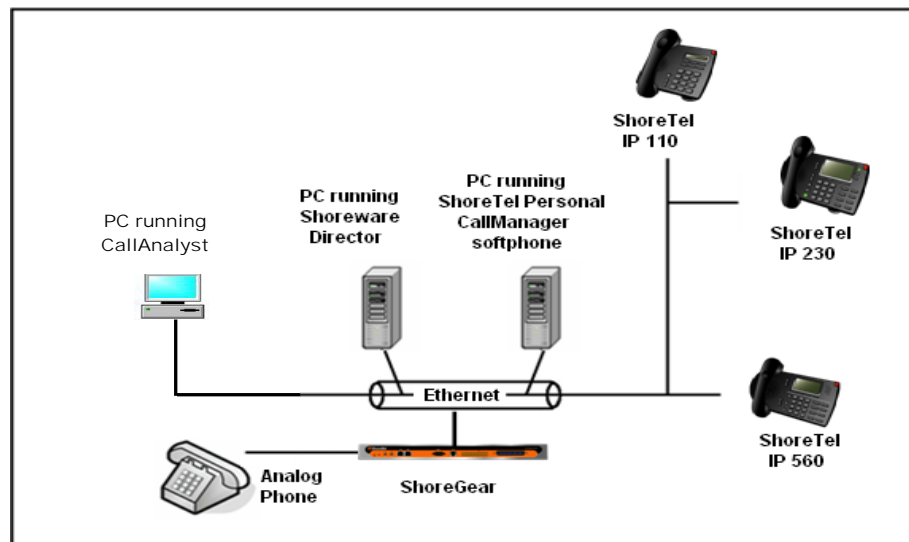 ShoreTel
IP 110
PC running
CallAnalyst
PC running
Shoreware
Director
PC running
ShoreTel Personal
CallManager
softphone
ShoreTel
IP 230
Ethernet
ShoreTel
IP 560
Analog
Phone
ShoreGear